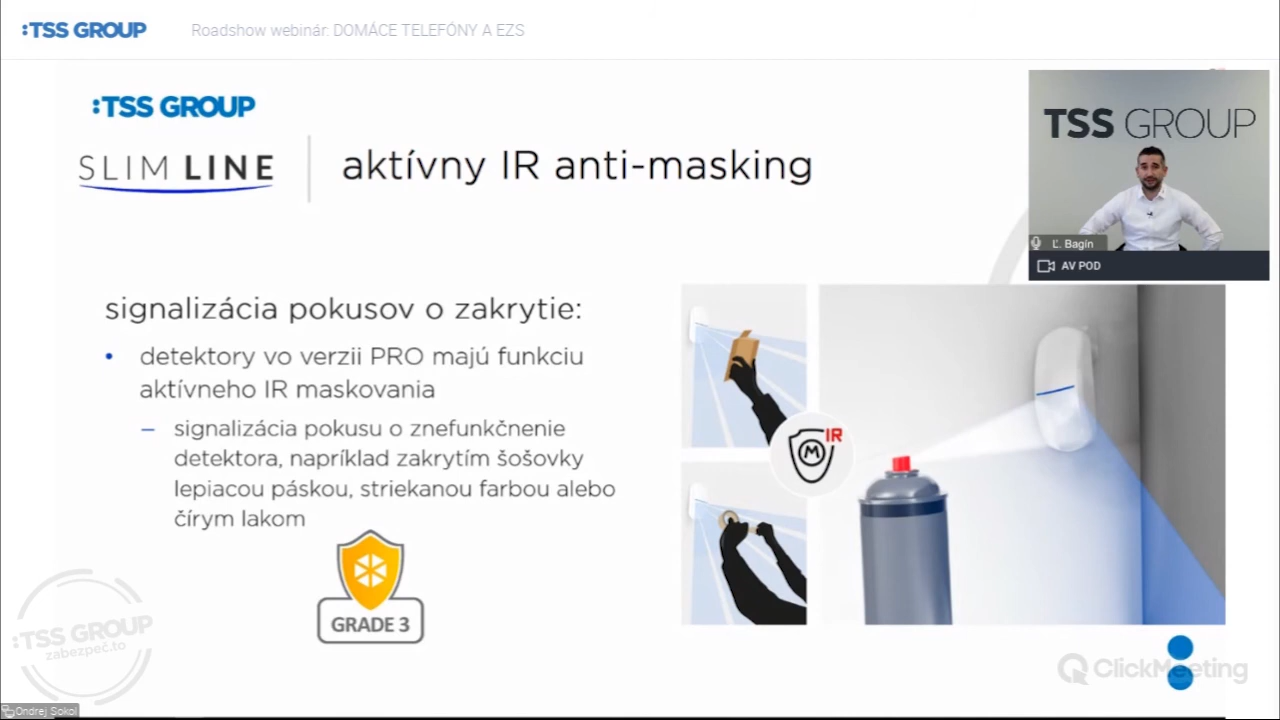 :TSS GROUP
Roadshow webinár: DOMÁCE TELEFÓNY A EZS
:TSS GROUP
SLIM LINE
aktívny IR anti-masking
TSS GROUP
Ľ. Bagín
AV POD
signalizácia pokusov o zakrytie:
• detektory vo verzii PRO majú funkciu
aktívneho IR maskovania
– signalizácia pokusu o znefunkčnenie
detektora, napríklad zakrytím šošovky
lepiacou páskou, striekanou farbou alebo
čírym lakom
M IR
GRADE 3
:TSS GROUP
zabezpeč.to
ClickMeeting
Ondrej Sokol